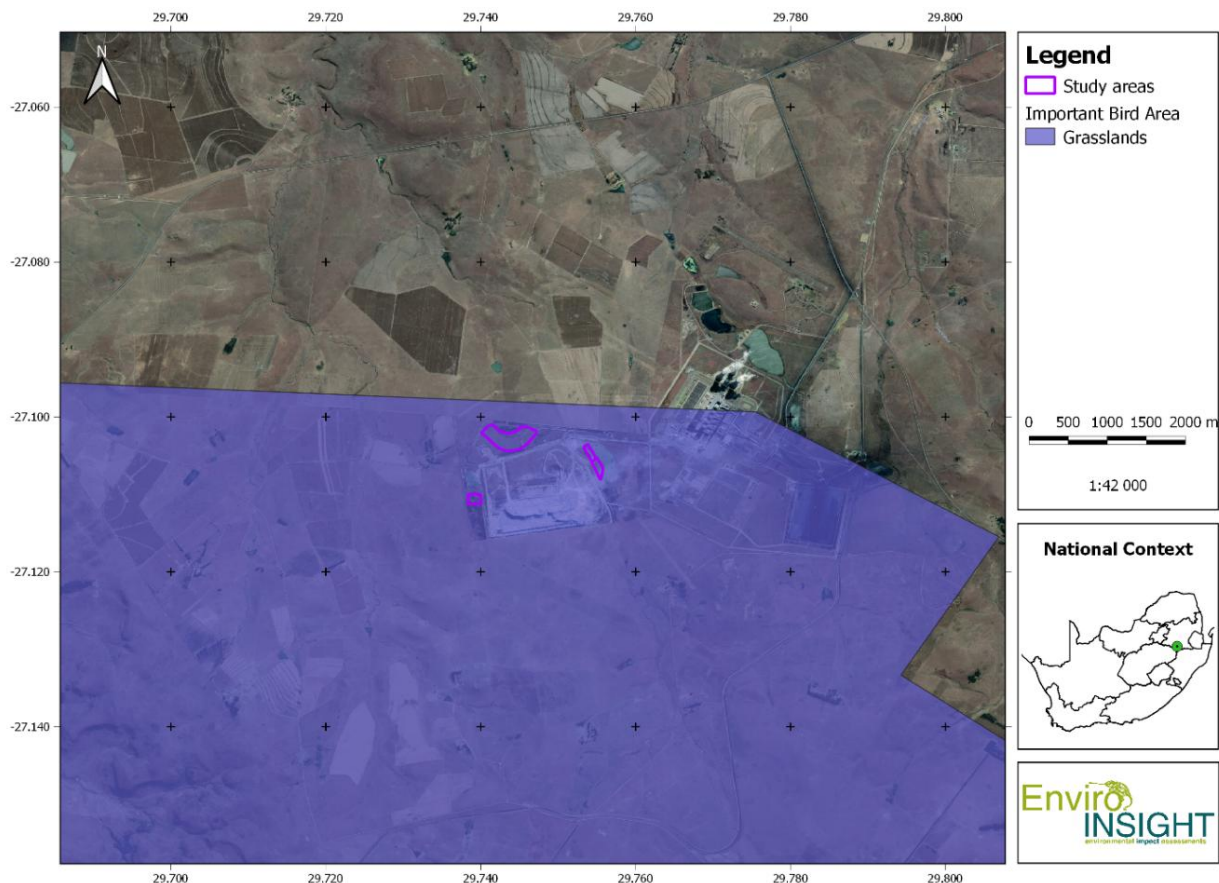 29.700 29.720 29.740 29.760 29.780 29.800
N
-27.060
-27.080
-27.100
-27.120
-27.140
29.700 29.720 29.740 29.760 29.780 29.800
Legend
Study areas
Important Bird Area
Grasslands
0 500 1000 1500 2000 m
1:42 000
National Context
Enviro
INSIGHT
environmental impact assessments